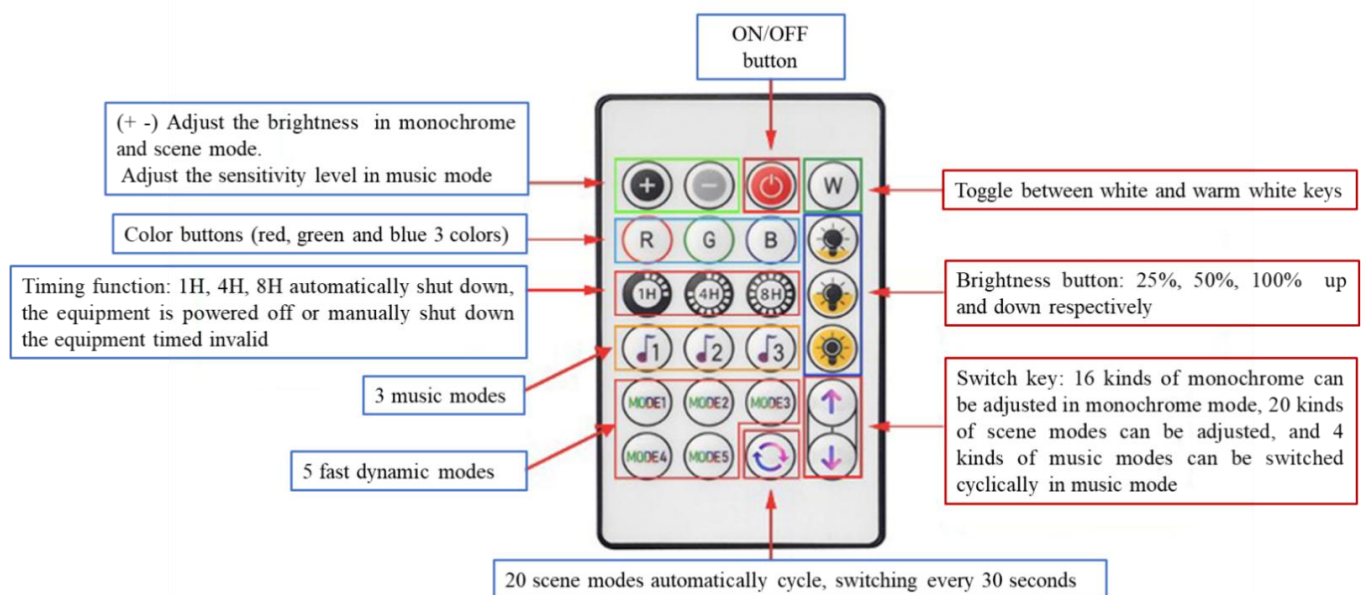 ON/OFF
button
(+ -) Adjust the brightness in monochrome
and scene mode.
Adjust the sensitivity level in music mode
Color buttons (red, green and blue 3 colors)
Timing function: 1H, 4H, 8H automatically shut down,
the equipment is powered off or manually shut down
the equipment timed invalid
3 music modes
5 fast dynamic modes
+ - W
R G B
1H 4H 8H
1 2 3
MODE1 MODE2 MODE3
MODE4 MODE5
Toggle between white and warm white keys
Brightness button: 25%, 50%, 100% up
and down respectively
Switch key: 16 kinds of monochrome can
be adjusted in monochrome mode, 20 kinds
of scene modes can be adjusted, and 4
kinds of music modes can be switched
cyclically in music mode
20 scene modes automatically cycle, switching every 30 seconds